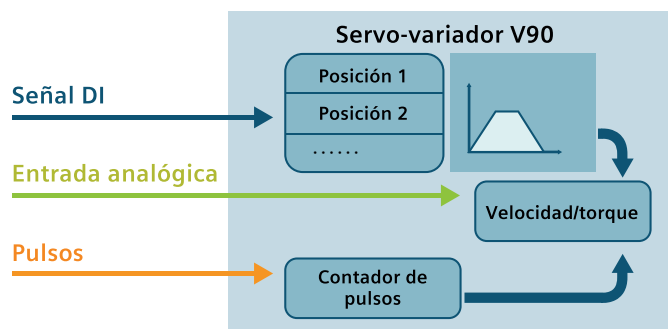 Servo-variador V90
Señal DI
Posición 1
Posición 2
......
Entrada analógica
Velocidad/torque
Pulsos
Contador de
pulsos